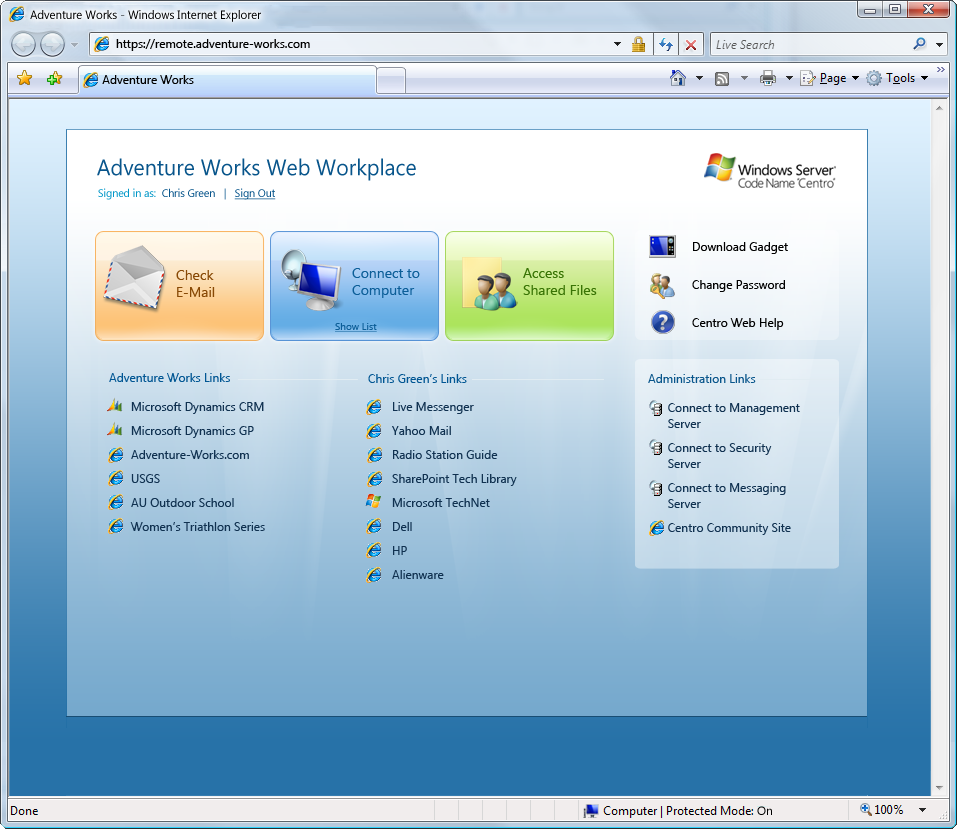 Adventure Works - Windows Internet Explorer
https://remote.adventure-works.com
Live Search
Adventure Works
Page
Tools
Adventure Works Web Workplace
Signed in as: Chris Green | Sign Out
Windows Server
Code Name "Centro"
Check
E-Mail
Connect to
Computer
Show List
Access
Shared Files
Download Gadget
Change Password
Centro Web Help
Adventure Works Links
Microsoft Dynamics CRM
Microsoft Dynamics GP
Adventure-Works.com
USGS
AU Outdoor School
Women's Triathlon Series
Chris Green's Links
Live Messenger
Yahoo Mail
Radio Station Guide
SharePoint Tech Library
Microsoft TechNet
Dell
HP
Alienware
Administration Links
Connect to Management
Server
Connect to Security
Server
Connect to Messaging
Server
Centro Community Site
Done
Computer | Protected Mode: On
100%